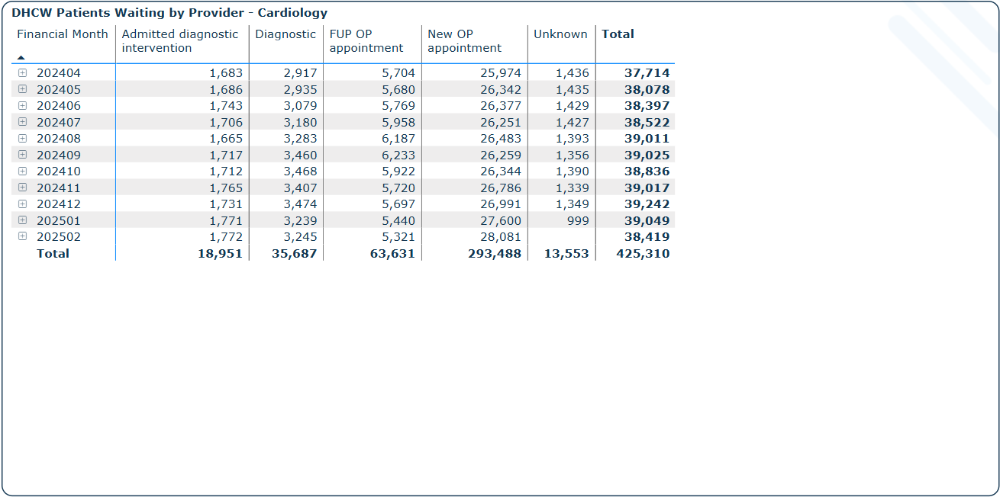 DHCW Patients Waiting by Provider - Cardiology
Financial Month Admitted diagnostic intervention Diagnostic FUP OP appointment New OP appointment Unknown Total
202404 1,683 2,917 5,704 25,974 1,436 37,714
202405 1,686 2,935 5,680 26,342 1,435 38,078
202406 1,743 3,079 5,769 26,377 1,429 38,397
202407 1,706 3,180 5,958 26,251 1,427 38,522
202408 1,665 3,283 6,187 26,483 1,393 39,011
202409 1,717 3,460 6,233 26,259 1,356 39,025
202410 1,712 3,468 5,922 26,344 1,390 38,836
202411 1,765 3,407 5,720 26,786 1,339 39,017
202412 1,731 3,474 5,697 26,991 1,349 39,242
202501 1,771 3,239 5,440 27,600 999 39,049
202502 1,772 3,245 5,321 28,081 38,419
Total 18,951 35,687 63,631 293,488 13,553 425,310